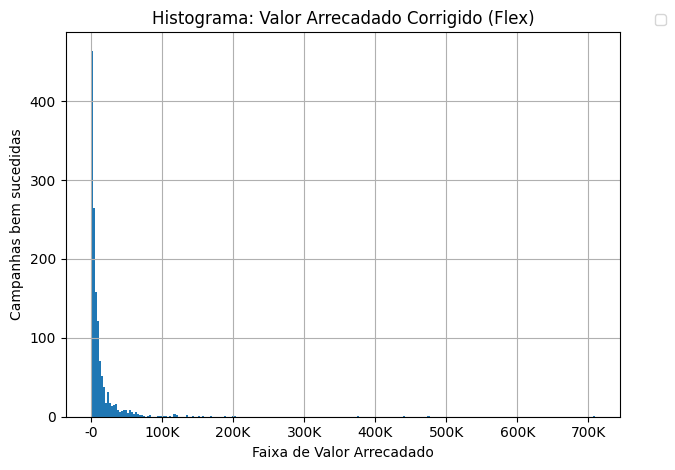 Histograma: Valor Arrecadado Corrigido (Flex)
Campanhas bem sucedidas
400
300
200
100
0
-0 100K 200K 300K 400K 500K 600K 700K
Faixa de Valor Arrecadado